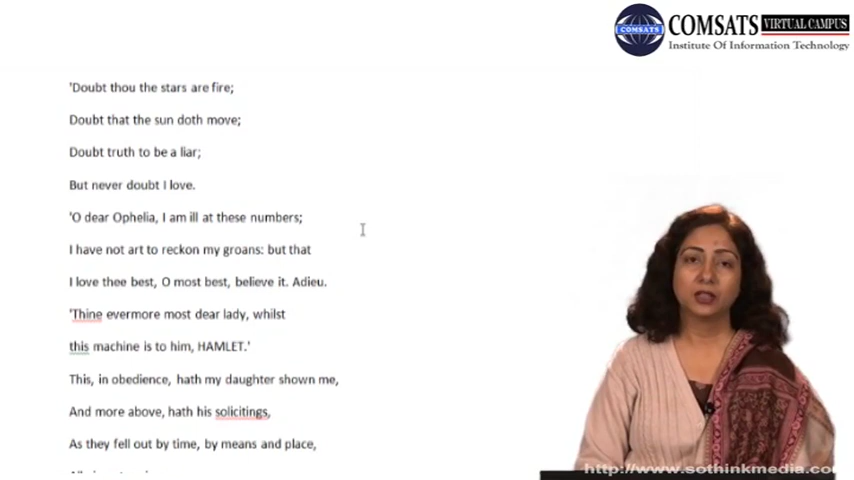 COMSATS
COMSATS VIRTUAL CAMPUS
Institute Of Information Technology
'Doubt thou the stars are fire;
Doubt that the sun doth move;
Doubt truth to be a liar;
But never doubt I love.
'O dear Ophelia, I am ill at these numbers;
I have not art to reckon my groans: but that
I love thee best, O most best, believe it. Adieu.
'Thine evermore most dear lady, whilst
this machine is to him, HAMLET.'
This, in obedience, hath my daughter shown me,
And more above, hath his solicitings,
As they fell out by time, by means and place,
http://www.sothinkmedia.co